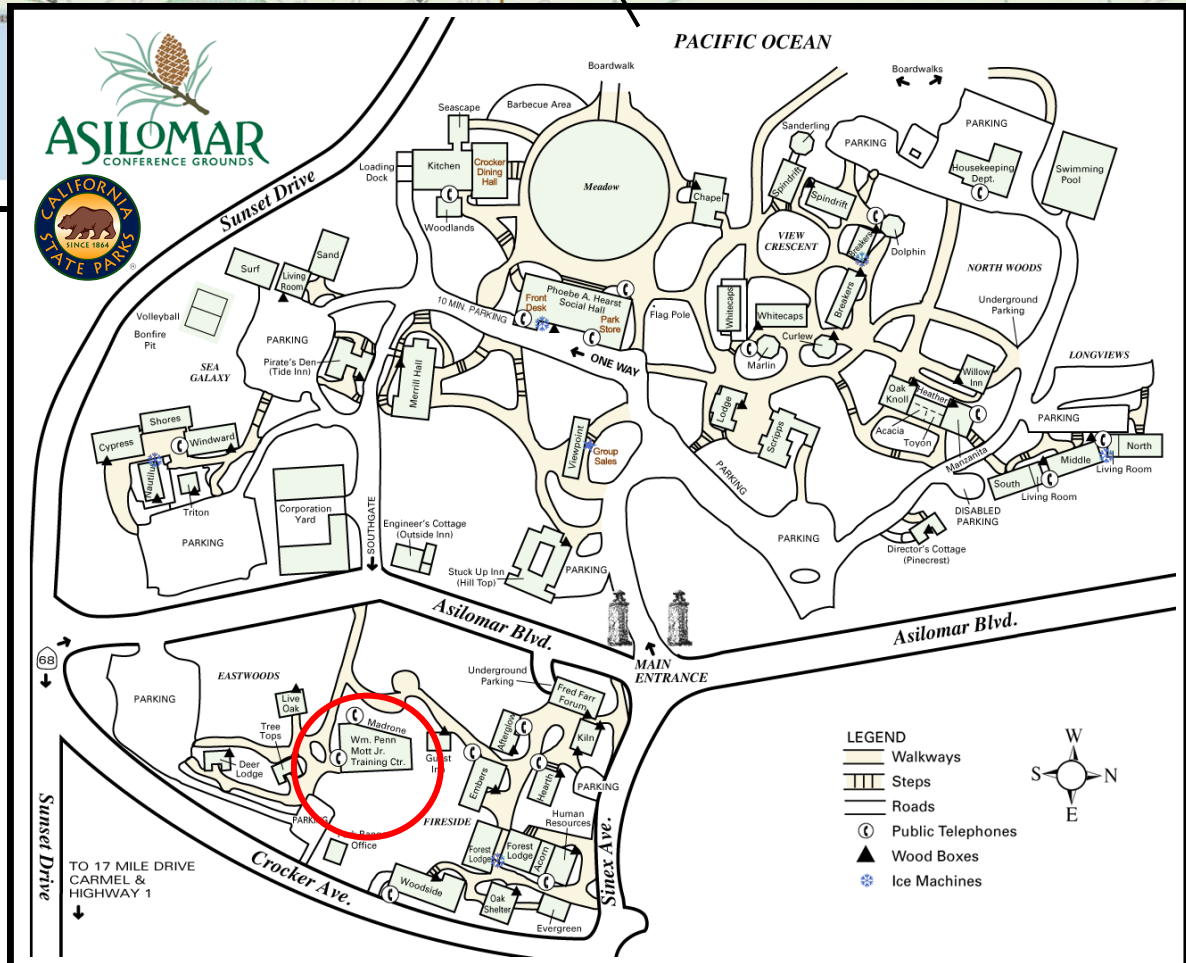 PACIFIC OCEAN
Boardwalk
Boardwalks
ASILOMAR
CONFERENCE GROUNDS
CALIFORNIA
STATE PARKS
SINCE 1864
®
Sunset Drive
Seascape
Barbecue Area
Loading
Dock
Kitchen
Crocker
Dining
Hall
Woodlands
Meadow
Chapel
Sanderling
Spindrift
Spindrift
PARKING
PARKING
Housekeeping
Dept.
Swimming
Pool
VIEW
CRESCENT
Breakers
Dolphin
Breakers
NORTH WOODS
Underground
Parking
LONGVIEWS
Surf
Living
Room
Sand
Volleyball
Bonfire
Pit
PARKING
SEA
GALAXY
Pirate's Den
(Tide Inn)
10 MIN. PARKING
Front
Desk
Phoebe A. Hearst
Social Hall
Park
Store
Flag Pole
ONE WAY
Merrill Hall
Whitecaps
Whitecaps
Curlew
Marlin
Lodge
Scripps
Oak
Knoll
Heather
Willow
Inn
Acacia
Toyon
Manzanita
PARKING
North
Middle
Living Room
South
Living Room
DISABLED
PARKING
Director's Cottage
(Pinecrest)
PARKING
PARKING
Viewpoint
Group
Sales
Cypress
Shores
Windward
Nautilus
Triton
PARKING
Corporation
Yard
SOUTHGATE
Engineer's Cottage
(Outside Inn)
Stuck Up Inn
(Hill Top)
PARKING
Asilomar Blvd.
Asilomar Blvd.
MAIN
ENTRANCE
68
PARKING
EASTWOODS
Live
Oak
Tree
Tops
Deer
Lodge
Madrone
Wm. Penn
Mott Jr.
Training Ctr.
Guest
Inn
Underground
Parking
Fred Farr
Forum
Afterglow
Kiln
Embers
Hearth
PARKING
FIRESIDE
Human
Resources
Forest
Lodge
Forest
Lodge
Acorn
PARKING
Office
Woodside
Oak
Shelter
Evergreen
Sinex Ave.
Crocker Ave.
Sunset Drive
TO 17 MILE DRIVE
CARMEL &
HIGHWAY 1
LEGEND
Walkways
Steps
Roads
Public Telephones
Wood Boxes
Ice Machines
W
S N
E